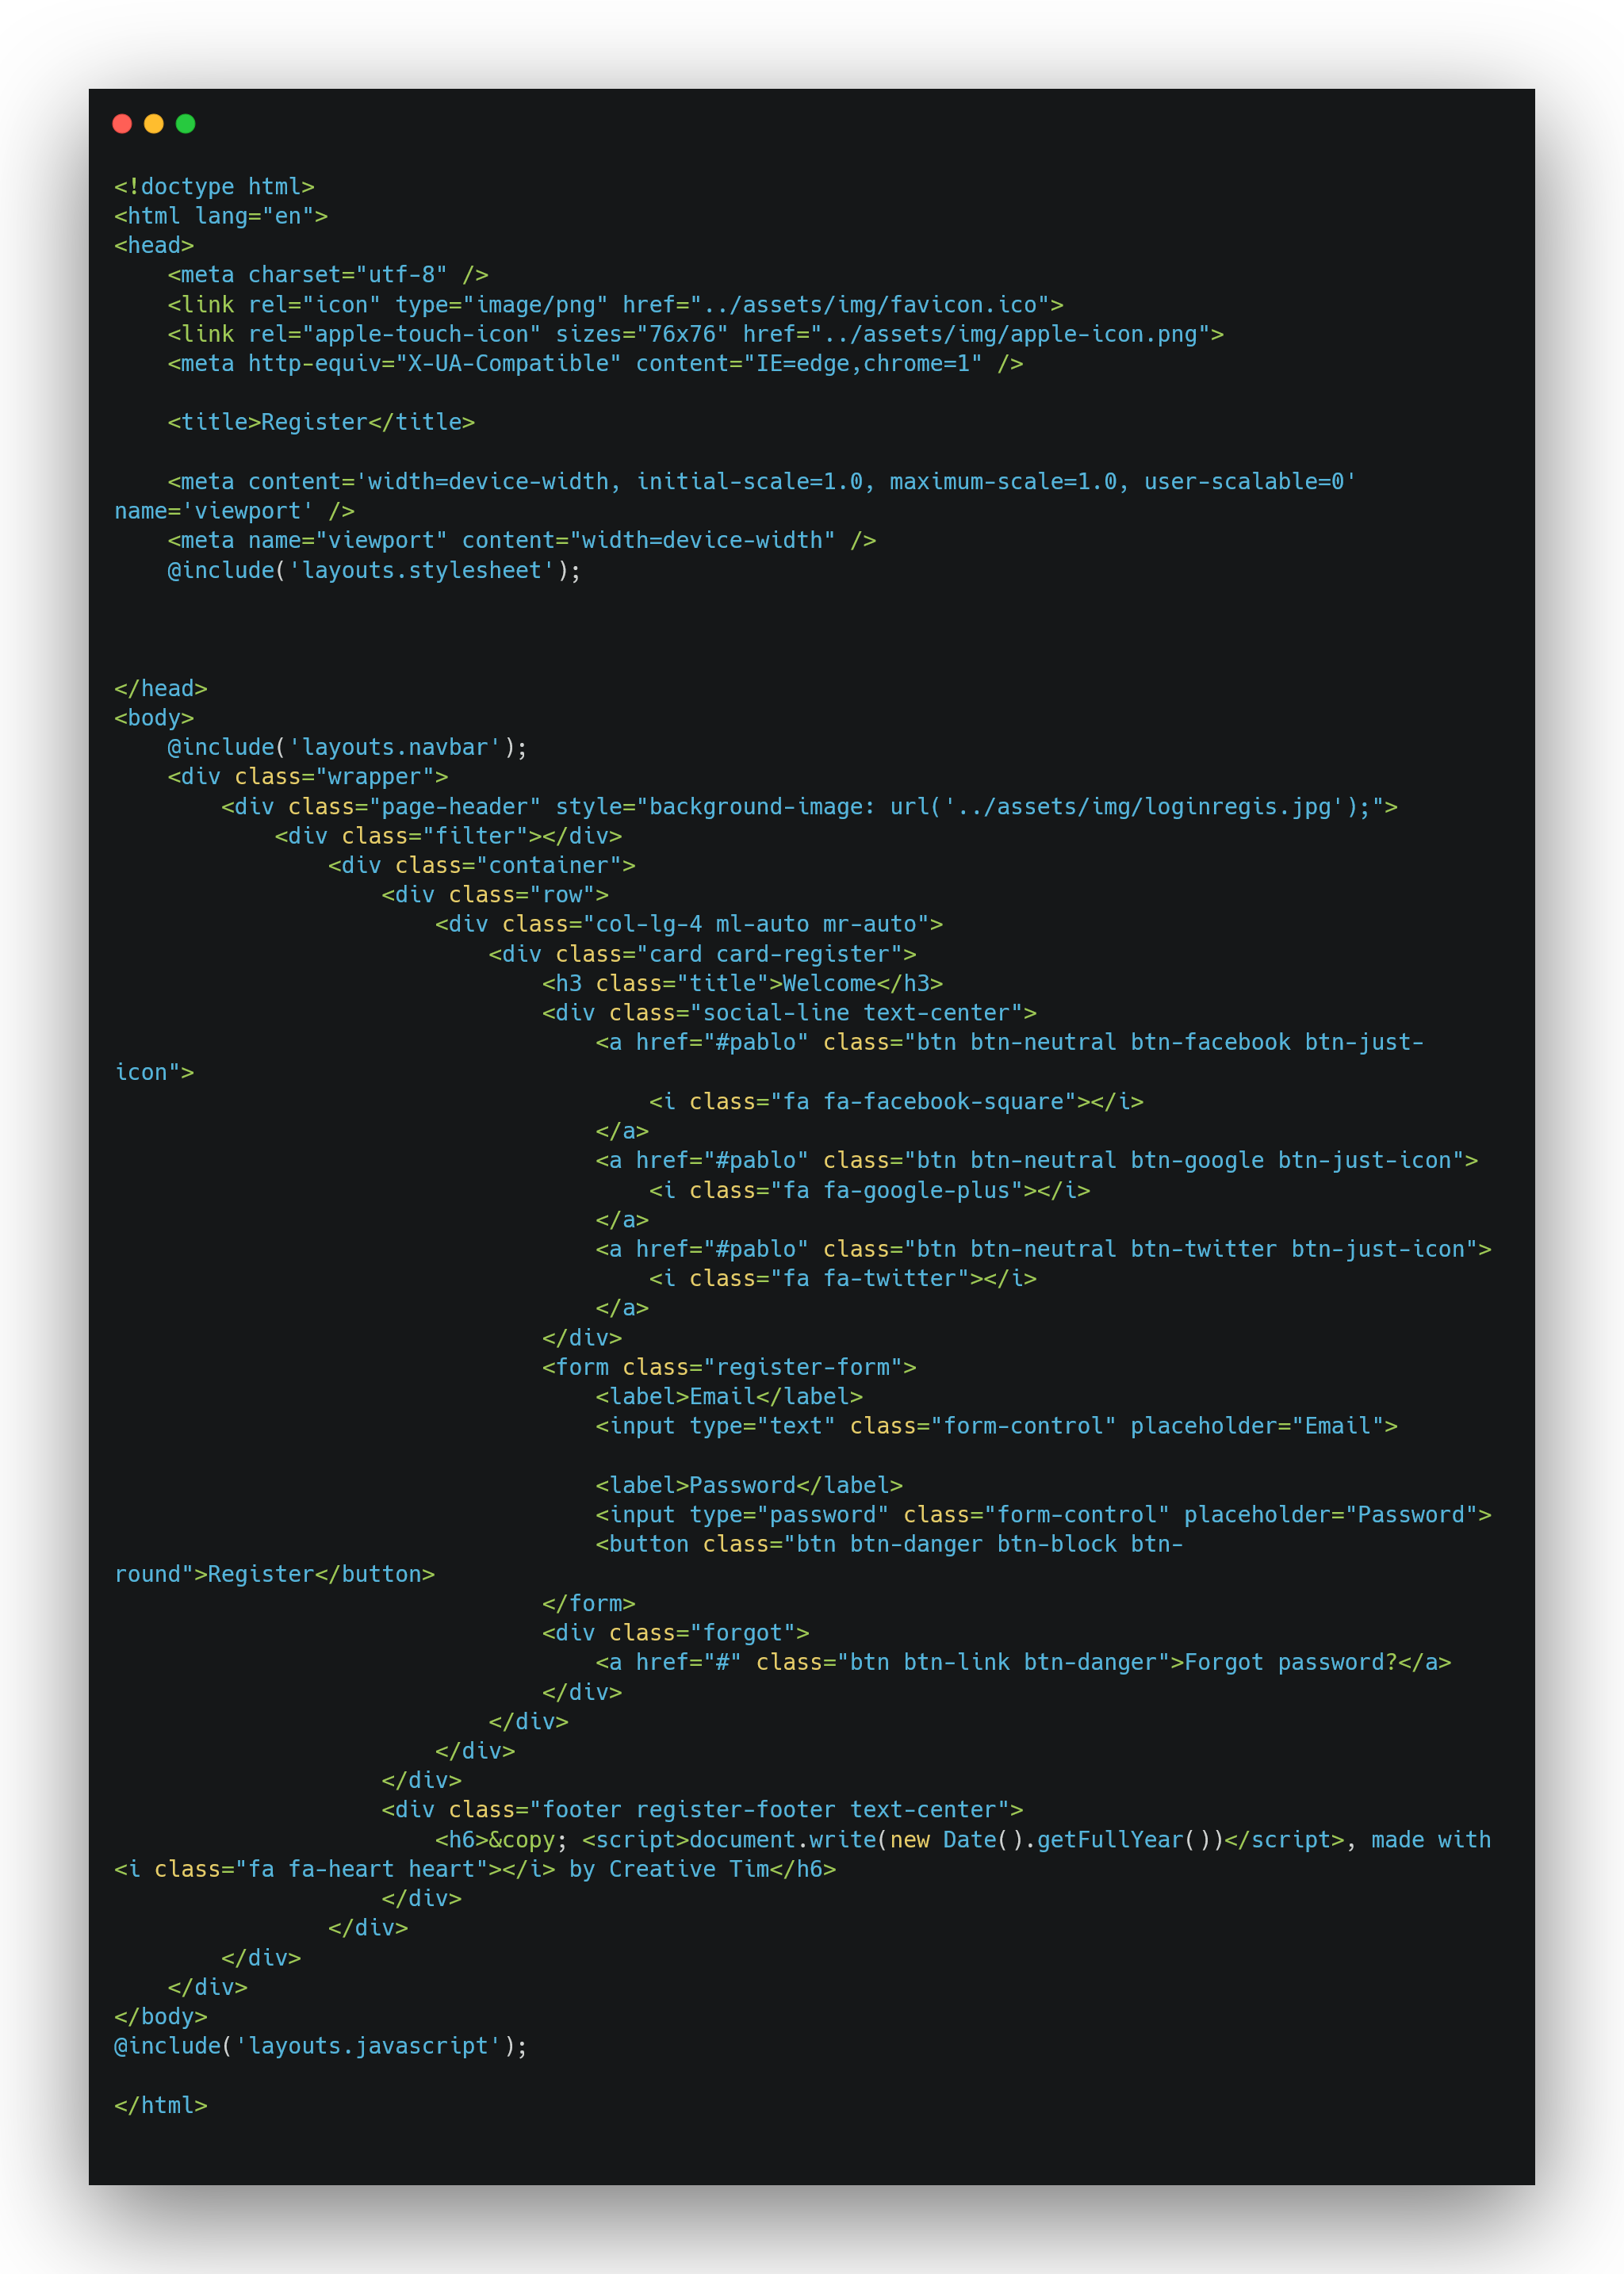 <!doctype html>
<html lang="en">
<head>
    <meta charset="utf-8" />
    <link rel="icon" type="image/png" href="../assets/img/favicon.ico">
    <link rel="apple-touch-icon" sizes="76x76" href="../assets/img/apple-icon.png">
    <meta http-equiv="X-UA-Compatible" content="IE=edge,chrome=1" />

    <title>Register</title>

    <meta content='width=device-width, initial-scale=1.0, maximum-scale=1.0, user-scalable=0'
name='viewport' />
    <meta name="viewport" content="width=device-width" />
    @include('layouts.stylesheet');



</head>
<body>
    @include('layouts.navbar');
    <div class="wrapper">
        <div class="page-header" style="background-image: url('../assets/img/loginregis.jpg');">
            <div class="filter"></div>
                <div class="container">
                    <div class="row">
                        <div class="col-lg-4 ml-auto mr-auto">
                            <div class="card card-register">
                                <h3 class="title">Welcome</h3>
                                <div class="social-line text-center">
                                    <a href="#pablo" class="btn btn-neutral btn-facebook btn-just-
icon">
                                        <i class="fa fa-facebook-square"></i>
                                    </a>
                                    <a href="#pablo" class="btn btn-neutral btn-google btn-just-icon">
                                        <i class="fa fa-google-plus"></i>
                                    </a>
                                    <a href="#pablo" class="btn btn-neutral btn-twitter btn-just-icon">
                                        <i class="fa fa-twitter"></i>
                                    </a>
                                </div>
                                <form class="register-form">
                                    <label>Email</label>
                                    <input type="text" class="form-control" placeholder="Email">

                                    <label>Password</label>
                                    <input type="password" class="form-control" placeholder="Password">
                                    <button class="btn btn-danger btn-block btn-
round">Register</button>
                                </form>
                                <div class="forgot">
                                    <a href="#" class="btn btn-link btn-danger">Forgot password?</a>
                                </div>
                            </div>
                        </div>
                    </div>
                    <div class="footer register-footer text-center">
                        <h6>&copy; <script>document.write(new Date().getFullYear())</script>, made with
<i class="fa fa-heart heart"></i> by Creative Tim</h6>
                    </div>
                </div>
        </div>
    </div>
</body>
@include('layouts.javascript');

</html>